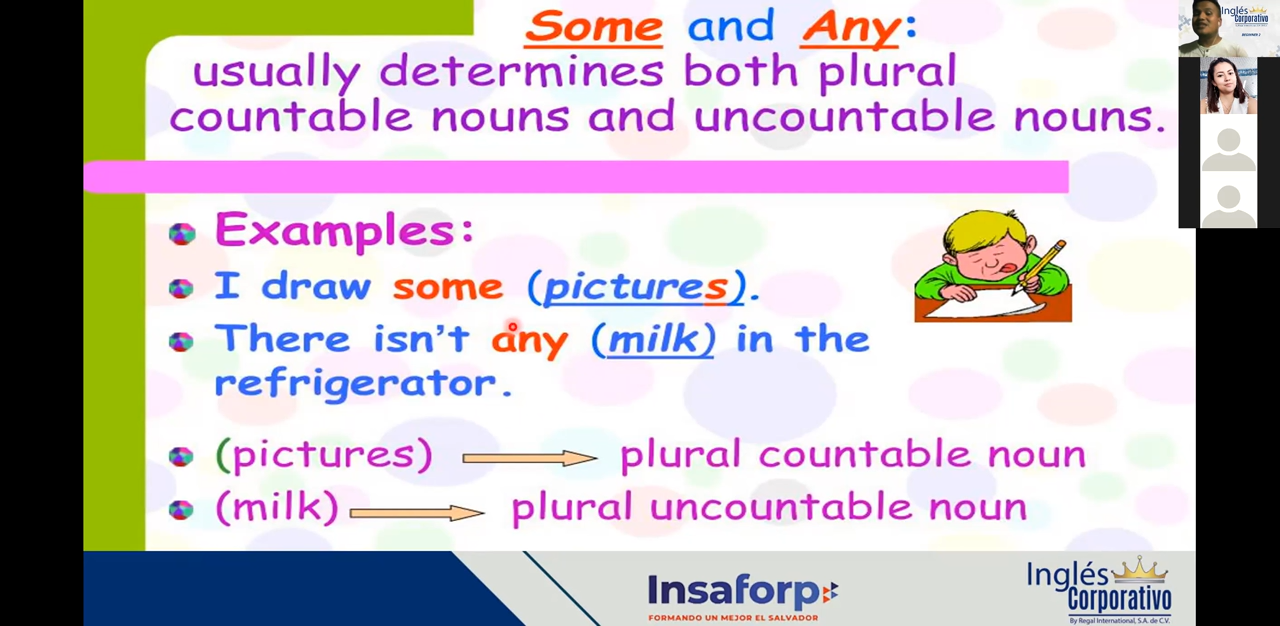 Some and Any:
usually determines both plural
countable nouns and uncountable nouns.
Examples:
I draw some (pictures).
There isn't any (milk) in the
refrigerator.
(pictures) plural countable noun
(milk) plural uncountable noun
Insaforp
FORMANDO UN MEJOR EL SALVADOR
Inglés
Corporativo
By Regal International, S.A. de C.V.
Inglés
Corporativo